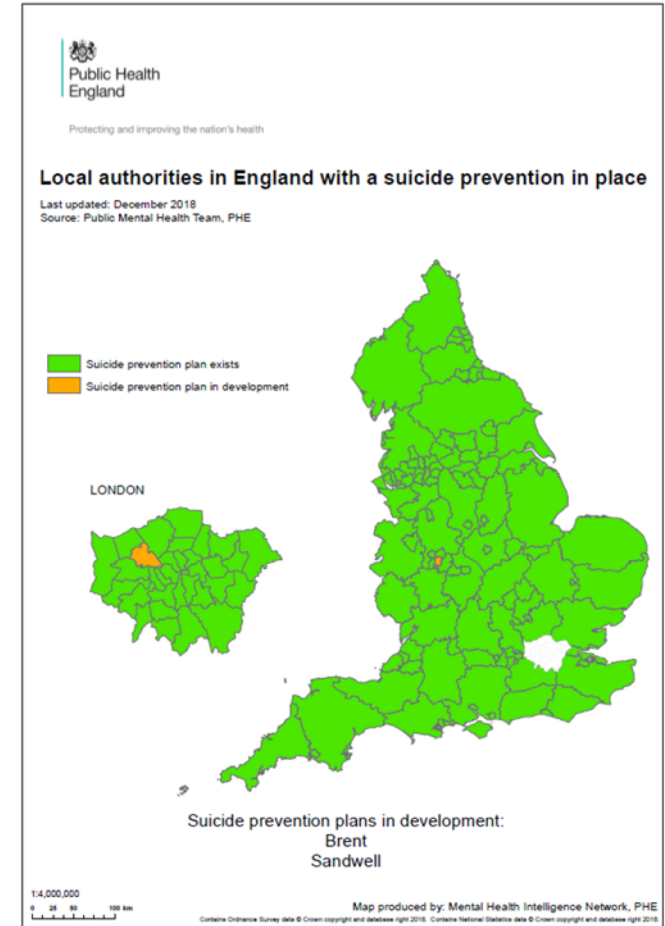 Public Health
England
Protecting and improving the nation's health
Local authorities in England with a suicide prevention in place
Last updated: December 2018
Source: Public Mental Health Team, PHE
Suicide prevention plan exists
Suicide prevention plan in development
LONDON
Suicide prevention plans in development:
Brent
Sandwell
1:4,000,000
0 25 50 100 km
Map produced by: Mental Health Intelligence Network, PHE
Contains Ordnance Survey data © Crown copyright and database right 2018. Contains National Statistics data © Crown copyright and database right 2018.